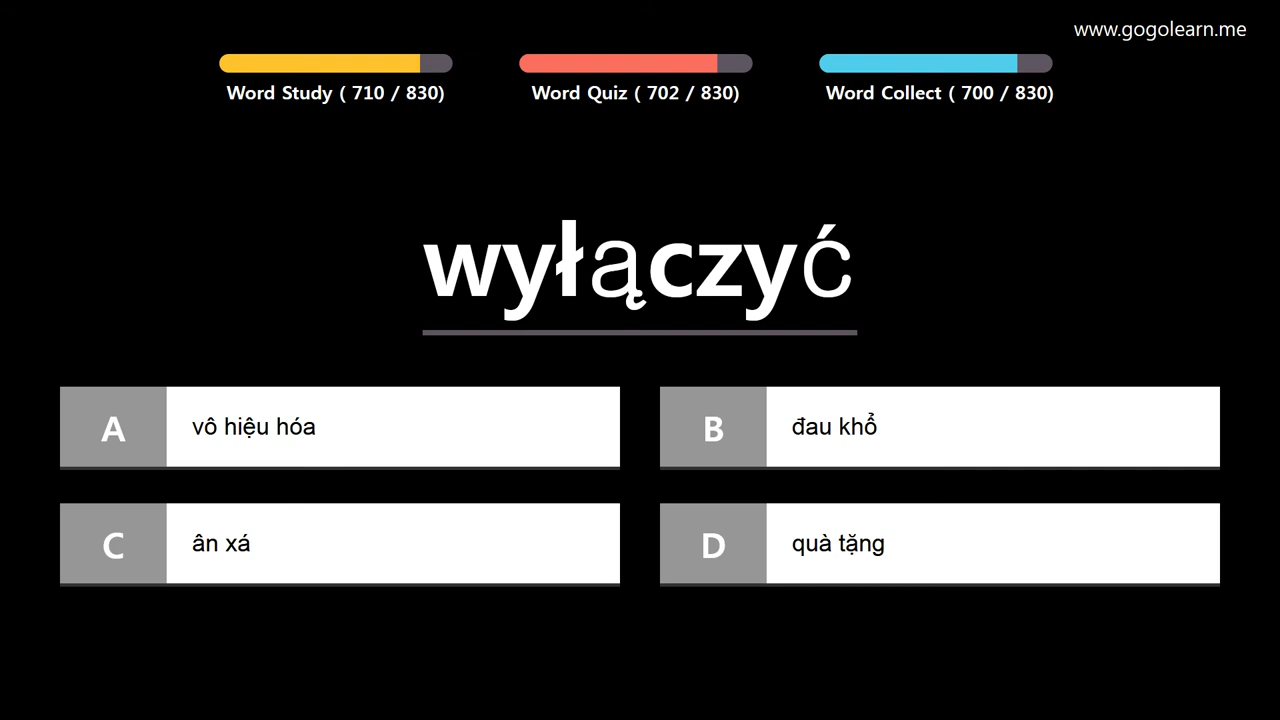 www.gogolearn.me
Word Study ( 710 / 830)
Word Quiz ( 702 / 830)
Word Collect ( 700 / 830)
wyłączyć
A
vô hiệu hóa
B
đau khổ
C
ân xá
D
quà tặng